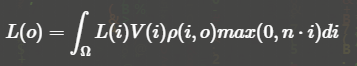 L(o) = ∫_Ω L(i)V(i)ρ(i, o)max(0, n · i)di